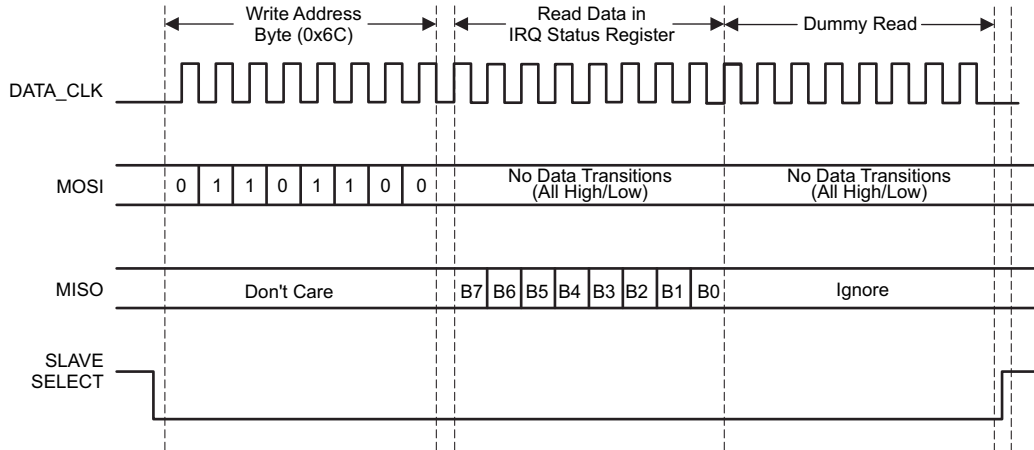 Write Address
Byte (0x6C)
Read Data in
IRQ Status Register
Dummy Read
DATA_CLK
MOSI
0 1 1 0 1 1 0 0
No Data Transitions
(All High/Low)
No Data Transitions
(All High/Low)
MISO
Don't Care
B7 B6 B5 B4 B3 B2 B1 B0
Ignore
SLAVE
SELECT